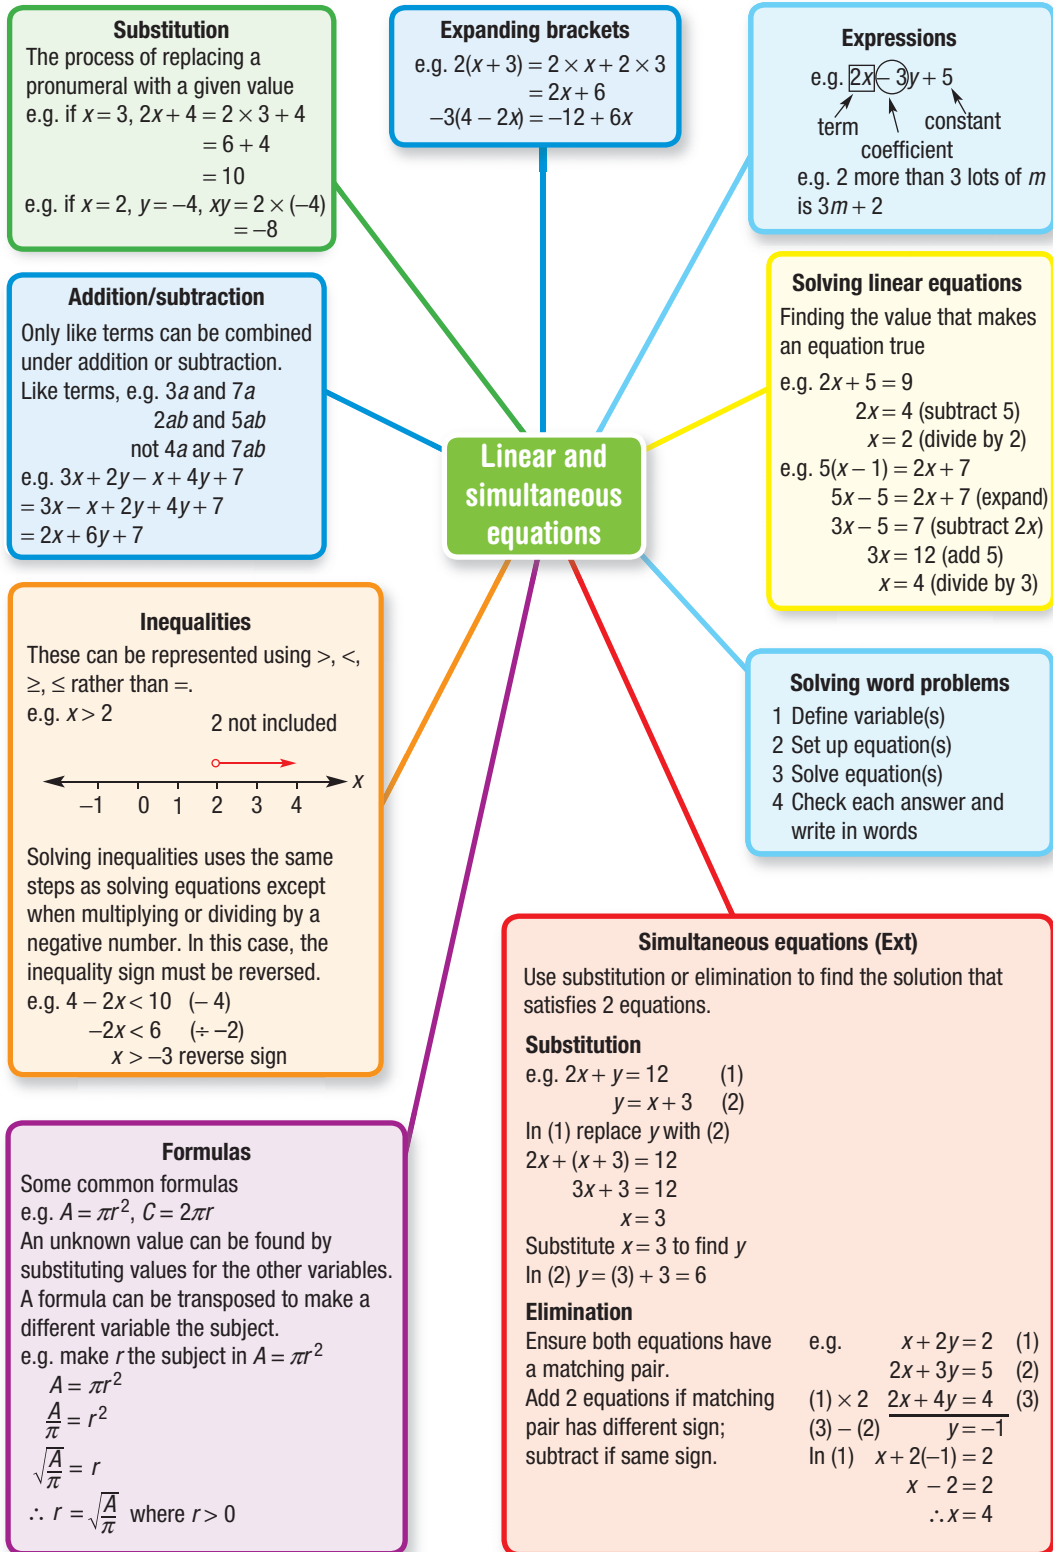 Substitution
The process of replacing a
pronumeral with a given value
e.g. if x = 3, 2x + 4 = 2 × 3 + 4
= 6 + 4
= 10
e.g. if x = 2, y = −4, xy = 2 × (−4)
= −8
Expanding brackets
e.g. 2(x + 3) = 2 × x + 2 × 3
= 2x + 6
−3(4 − 2x) = −12 + 6x
Expressions
e.g. 2x − 3y + 5
term
constant
coefficient
e.g. 2 more than 3 lots of m
is 3m + 2
Addition/subtraction
Only like terms can be combined
under addition or subtraction.
Like terms, e.g. 3a and 7a
2ab and 5ab
not 4a and 7ab
e.g. 3x + 2y − x + 4y + 7
= 3x − x + 2y + 4y + 7
= 2x + 6y + 7
Linear and
simultaneous
equations
Solving linear equations
Finding the value that makes
an equation true
e.g. 2x + 5 = 9
2x = 4 (subtract 5)
x = 2 (divide by 2)
e.g. 5(x − 1) = 2x + 7
5x − 5 = 2x + 7 (expand)
3x − 5 = 7 (subtract 2x)
3x = 12 (add 5)
x = 4 (divide by 3)
Inequalities
These can be represented using >, <,
≥, ≤ rather than =.
e.g. x > 2
2 not included
x
−1 0 1 2 3 4
Solving inequalities uses the same
steps as solving equations except
when multiplying or dividing by a
negative number. In this case, the
inequality sign must be reversed.
e.g. 4 − 2x < 10 (− 4)
−2x < 6 (÷ −2)
x > −3 reverse sign
Solving word problems
1 Define variable(s)
2 Set up equation(s)
3 Solve equation(s)
4 Check each answer and
write in words
Formulas
Some common formulas
e.g. A = πr², C = 2πr
An unknown value can be found by
substituting values for the other variables.
A formula can be transposed to make a
different variable the subject.
e.g. make r the subject in A = πr²
A = πr²
A/π = r²
√(A/π) = r
∴ r = √(A/π) where r > 0
Simultaneous equations (Ext)
Use substitution or elimination to find the solution that
satisfies 2 equations.
Substitution
e.g. 2x + y = 12 (1)
y = x + 3 (2)
In (1) replace y with (2)
2x + (x + 3) = 12
3x + 3 = 12
x = 3
Substitute x = 3 to find y
In (2) y = (3) + 3 = 6
Elimination
Ensure both equations have
a matching pair.
Add 2 equations if matching
pair has different sign;
subtract if same sign.
e.g. x + 2y = 2 (1)
2x + 3y = 5 (2)
(1) × 2 2x + 4y = 4 (3)
(3) − (2) y = −1
In (1) x + 2(−1) = 2
x − 2 = 2
∴ x = 4